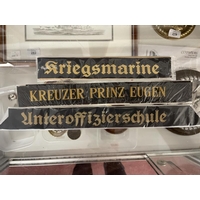 Kriegsmarine
KREUZER PRINZ EUGEN
Unteroffizierschule